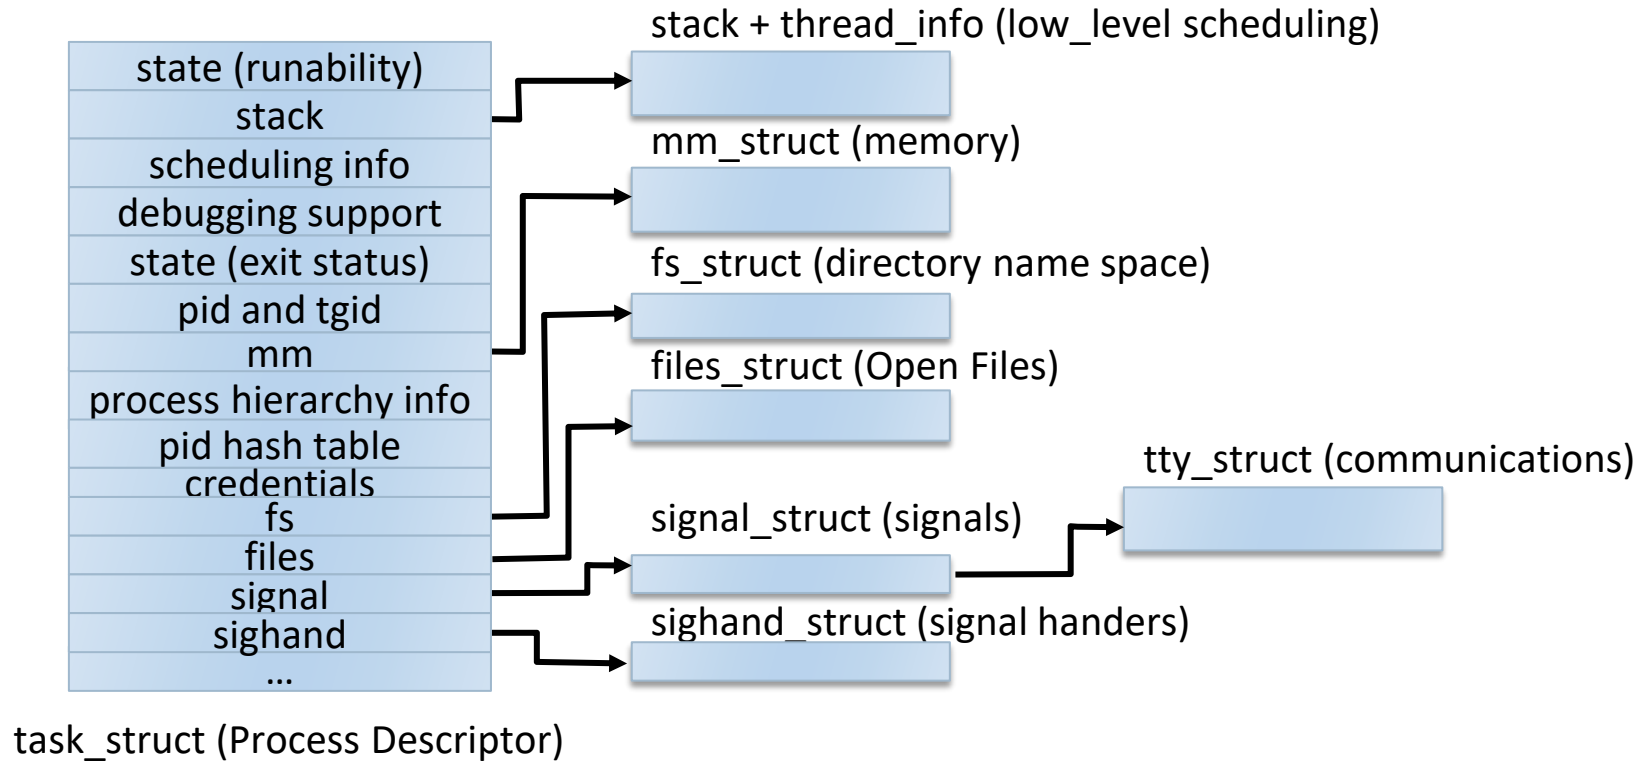 state (runability)
stack
scheduling info
debugging support
state (exit status)
pid and tgid
mm
process hierarchy info
pid hash table
credentials
fs
files
signal
sighand
...
task_struct (Process Descriptor)
stack + thread_info (low_level scheduling)
mm_struct (memory)
fs_struct (directory name space)
files_struct (Open Files)
signal_struct (signals)
sighand_struct (signal handers)
tty_struct (communications)